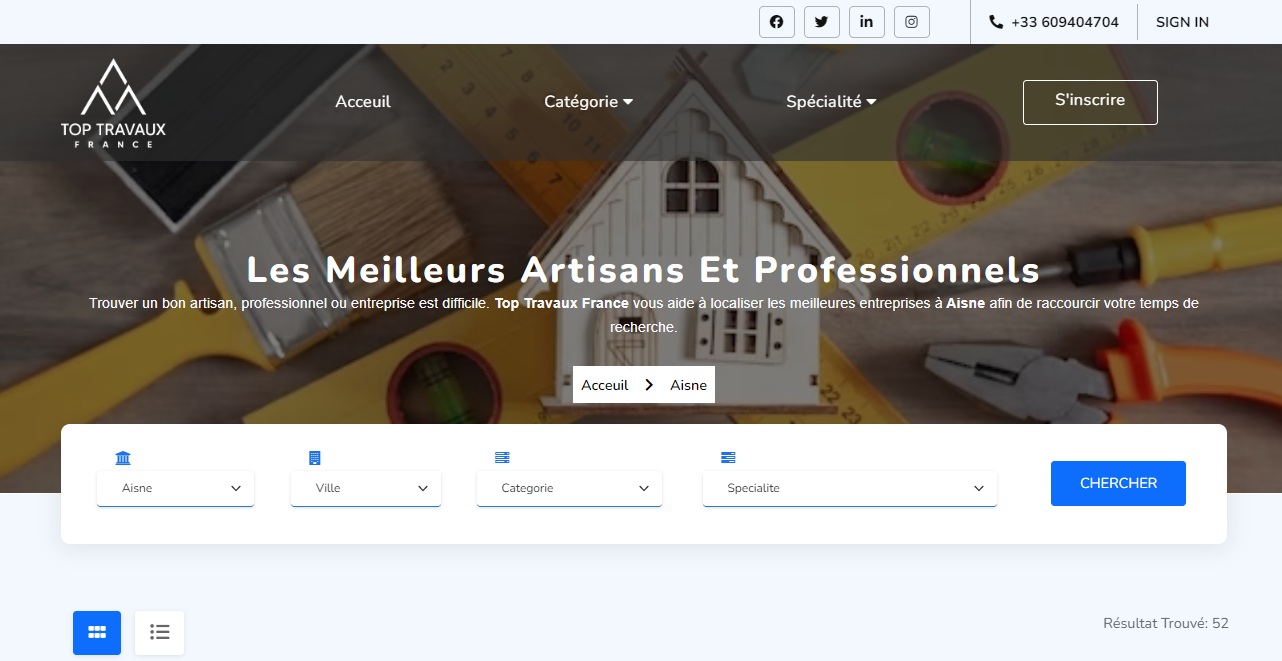 +33 609404704
SIGN IN
TOP TRAVAUX
FRANCE
Acceuil
Catégorie
Spécialité
S'inscrire
Les Meilleurs Artisans Et Professionnels
Trouver un bon artisan, professionnel ou entreprise est difficile. Top Travaux France vous aide à localiser les meilleures entreprises à Aisne afin de raccourcir votre temps de
recherche.
Acceuil > Aisne
Aisne
Ville
Categorie
Specialite
CHERCHER
Résultat Trouvé: 52